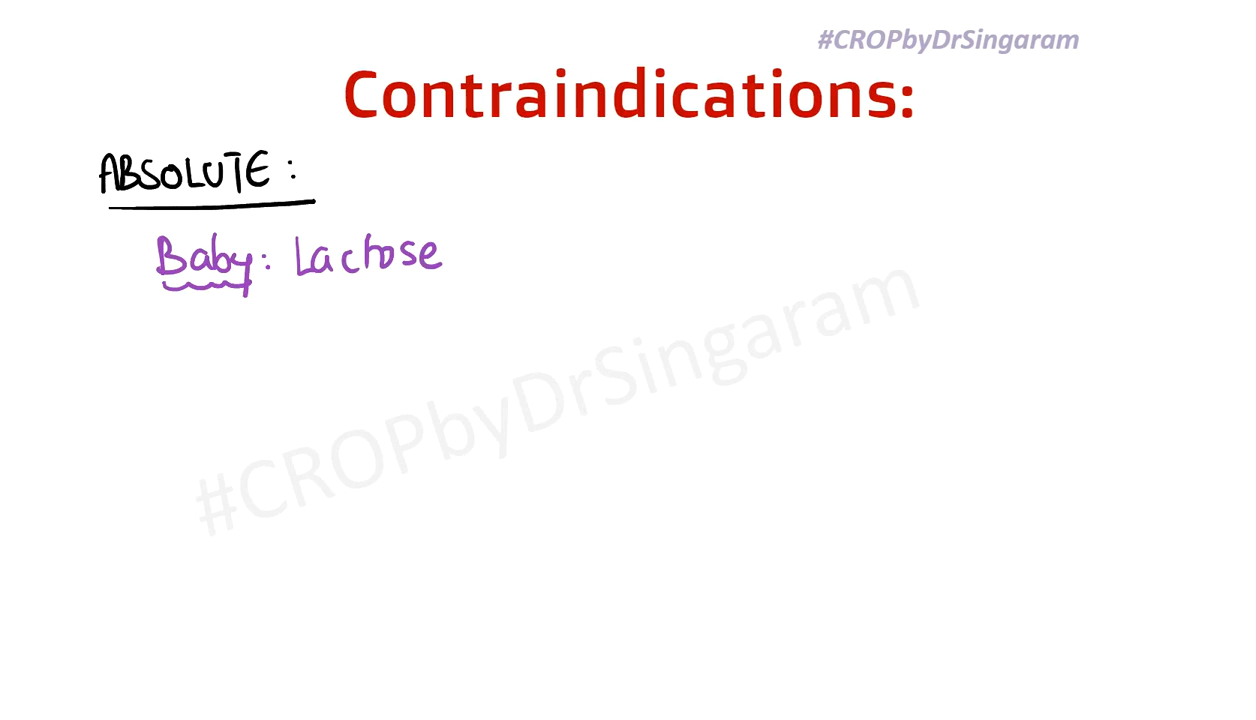 #CROPbyDrSingaram
Contraindications:
ABSOLUTE :
Baby: Lactose
#CROPbyDrSingaram